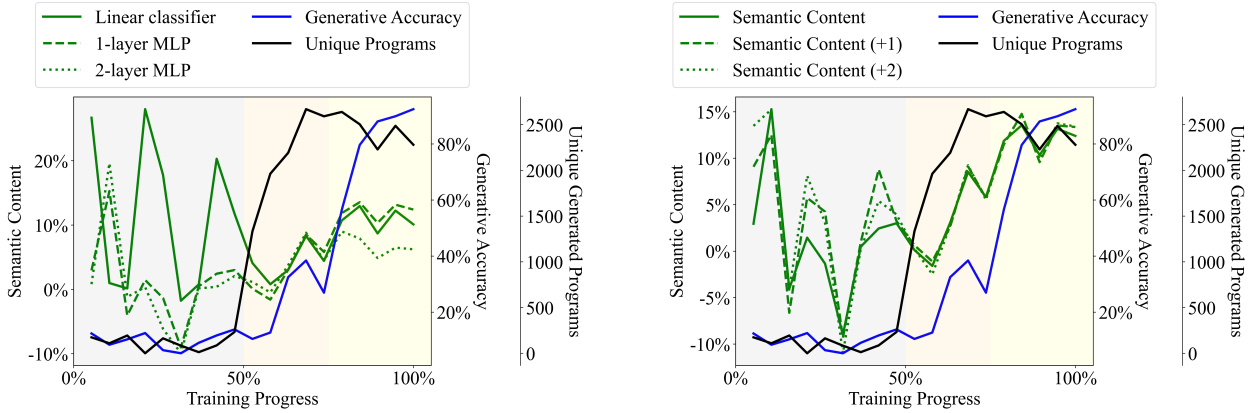 Linear classifier
1-layer MLP
2-layer MLP
Generative Accuracy
Unique Programs
Semantic Content
20%
10%
0%
-10%
0%
50%
100%
Training Progress
80%
60%
40%
20%
Generative Accuracy
2500
2000
1500
1000
500
0
Unique Generated Programs
Semantic Content
Semantic Content (+1)
Semantic Content (+2)
Generative Accuracy
Unique Programs
Semantic Content
15%
10%
5%
0%
-5%
-10%
0%
50%
100%
Training Progress
80%
60%
40%
20%
Generative Accuracy
2500
2000
1500
1000
500
0
Unique Generated Programs